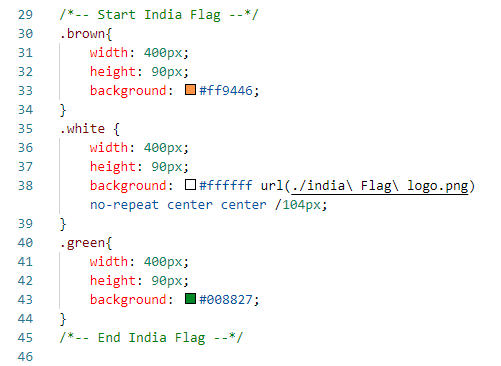 29 /*-- Start India Flag --*/
30 .brown{
31 width: 400px;
32 height: 90px;
33 background: #ff9446;
34 }
35 .white {
36 width: 400px;
37 height: 90px;
38 background: #ffffff url(./india\ Flag\ logo.png)
no-repeat center center /104px;
39 }
40 .green{
41 width: 400px;
42 height: 90px;
43 background: #008827;
44 }
45 /*-- End India Flag --*/
46